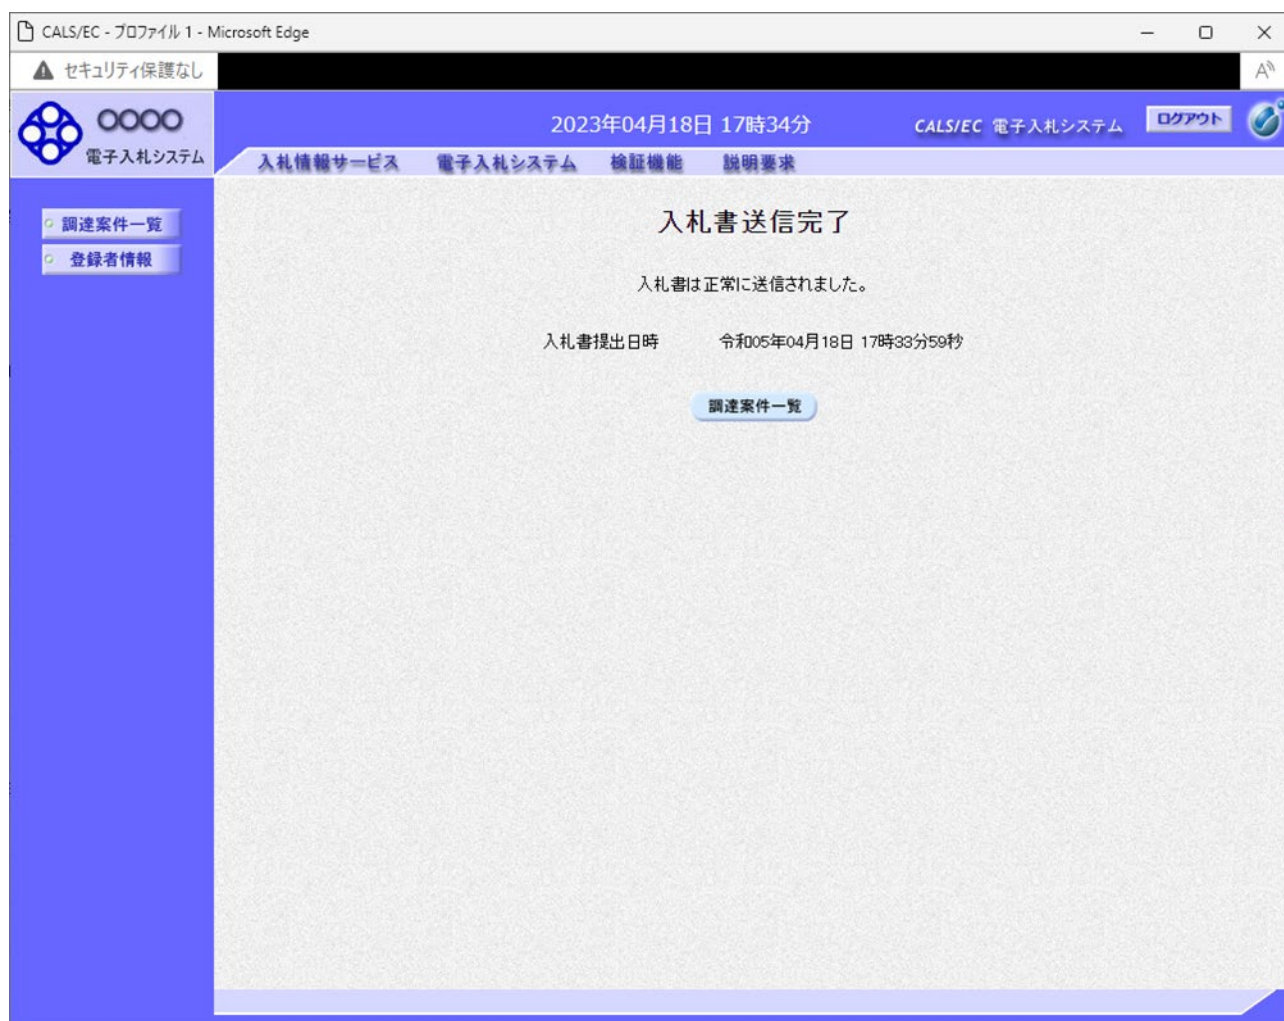 CALS/EC - プロファイル 1 - Microsoft Edge
セキュリティ保護なし
OOOO
電子入札システム
2023年04月18日 17時34分
CALS/EC 電子入札システム
ログアウト
入札情報サービス 電子入札システム 検証機能 説明要求
調達案件一覧
登録者情報
入札書送信完了
入札書は正常に送信されました。
入札書提出日時 令和05年04月18日 17時33分59秒
調達案件一覧